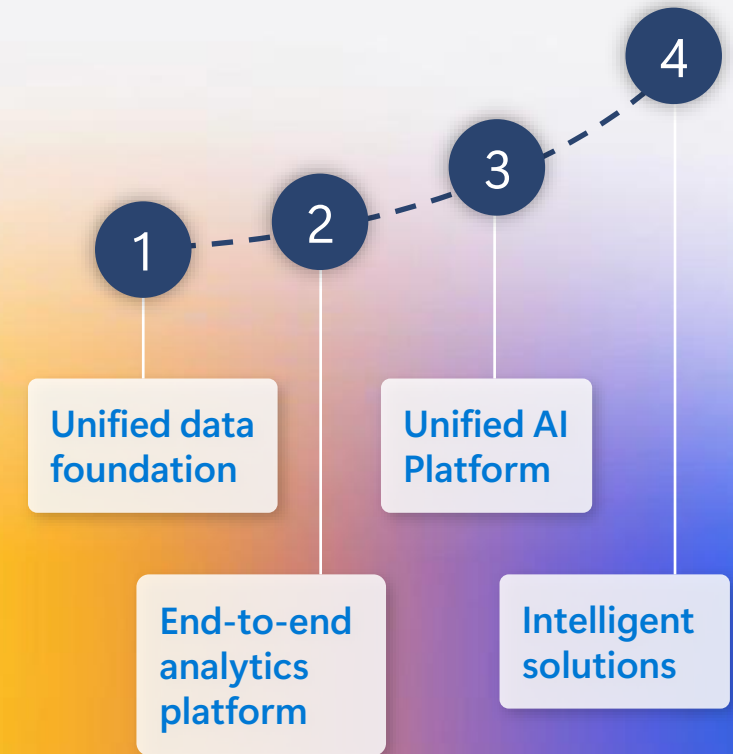 1
Unified data
foundation
2
End-to-end
analytics
platform
3
Unified AI
Platform
4
Intelligent
solutions